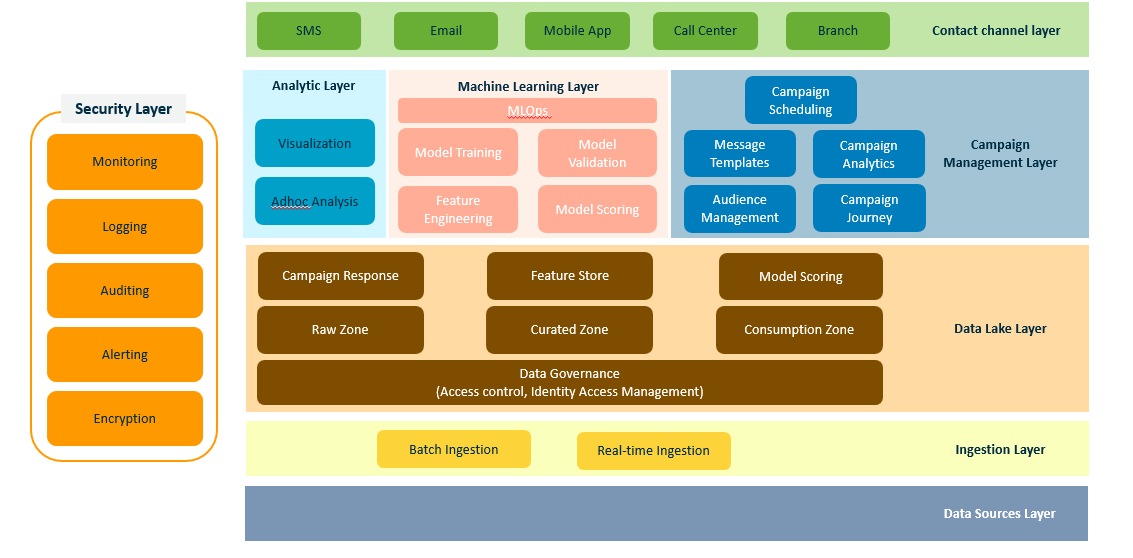 SMS
Email
Mobile App
Call Center
Branch
Contact channel layer
Security Layer
Monitoring
Logging
Auditing
Alerting
Encryption
Analytic Layer
Visualization
Adhoc Analysis
Machine Learning Layer
MLOps
Model Training
Model
Validation
Feature
Engineering
Model Scoring
Campaign
Scheduling
Message
Templates
Campaign
Analytics
Audience
Management
Campaign
Journey
Campaign
Management Layer
Campaign Response
Feature Store
Model Scoring
Raw Zone
Curated Zone
Consumption Zone
Data Governance
(Access control, Identity Access Management)
Data Lake Layer
Batch Ingestion
Real-time Ingestion
Ingestion Layer
Data Sources Layer